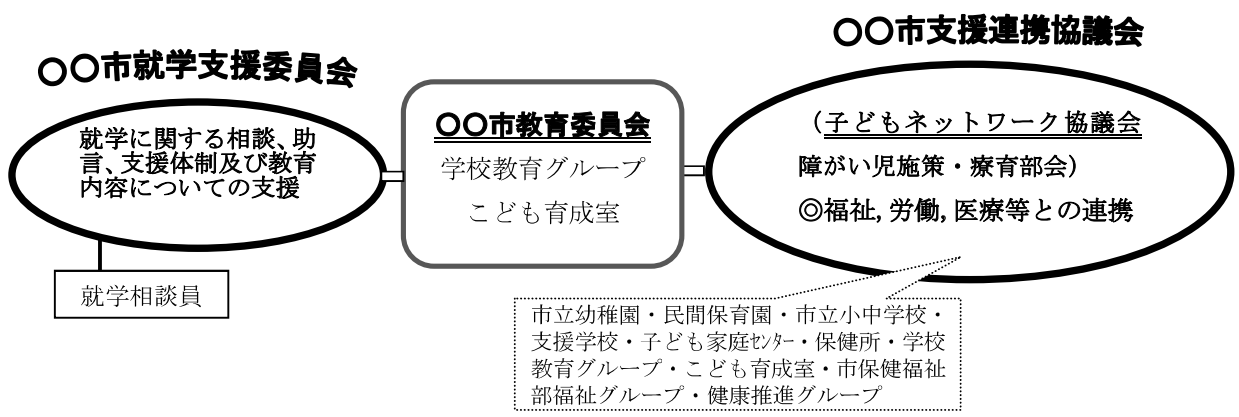 〇〇市就学支援委員会
就学に関する相談、助
言、支援体制及び教育
内容についての支援
就学相談員
〇〇市教育委員会
学校教育グループ
こども育成室
〇〇市支援連携協議会
（子どもネットワーク協議会
障がい児施策・療育部会）
◎福祉,労働,医療等との連携
市立幼稚園・民間保育園・市立小中学校・
支援学校・子ども家庭ｾﾝﾀｰ・保健所・学校
教育グループ・こども育成室・市保健福祉
部福祉グループ・健康推進グループ